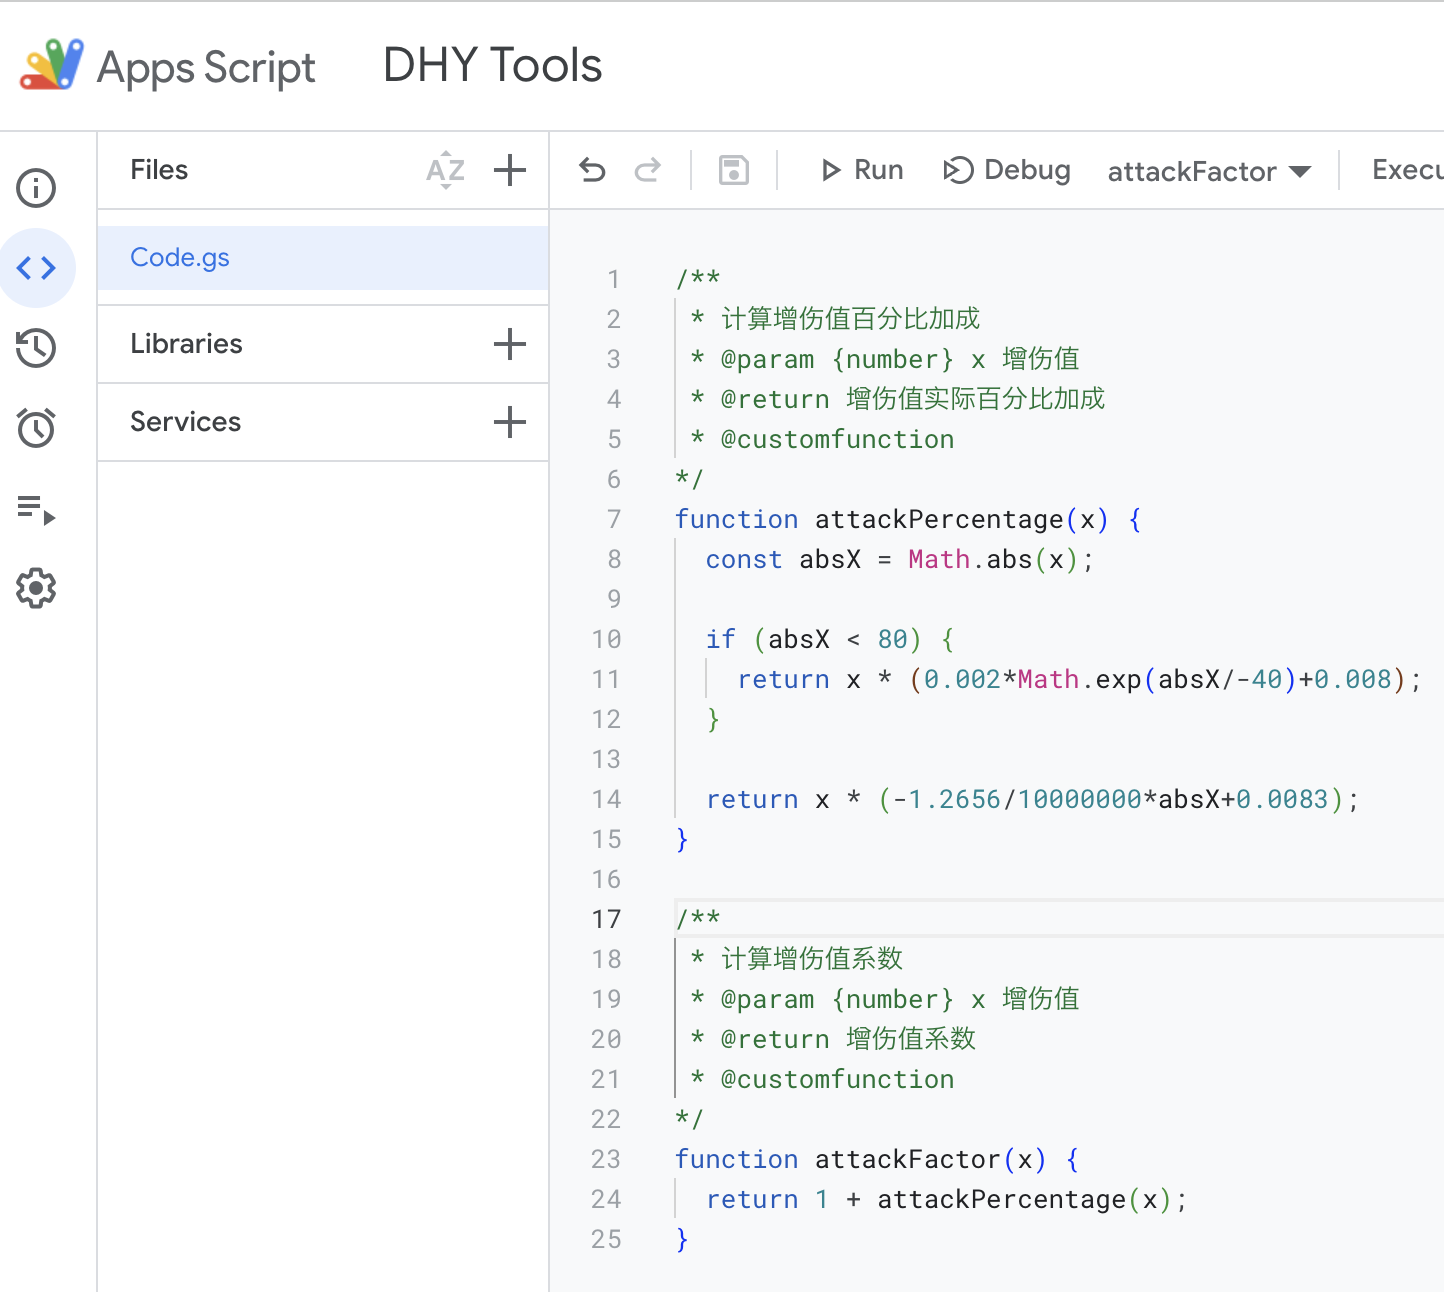 Apps Script
DHY Tools
Files
AZ
Run
Debug
attackFactor
Execu
Code.gs
Libraries
Services
1 /**
2 * 计算增伤值百分比加成
3 * @param {number} x 增伤值
4 * @return 增伤值实际百分比加成
5 * @customfunction
6 */
7 function attackPercentage(x) {
8 const absX = Math.abs(x);
9
10 if (absX < 80) {
11 return x * (0.002*Math.exp(absX/-40)+0.008);
12 }
13
14 return x * (-1.2656/10000000*absX+0.0083);
15 }
16
17 /**
18 * 计算增伤值系数
19 * @param {number} x 增伤值
20 * @return 增伤值系数
21 * @customfunction
22 */
23 function attackFactor(x) {
24 return 1 + attackPercentage(x);
25 }